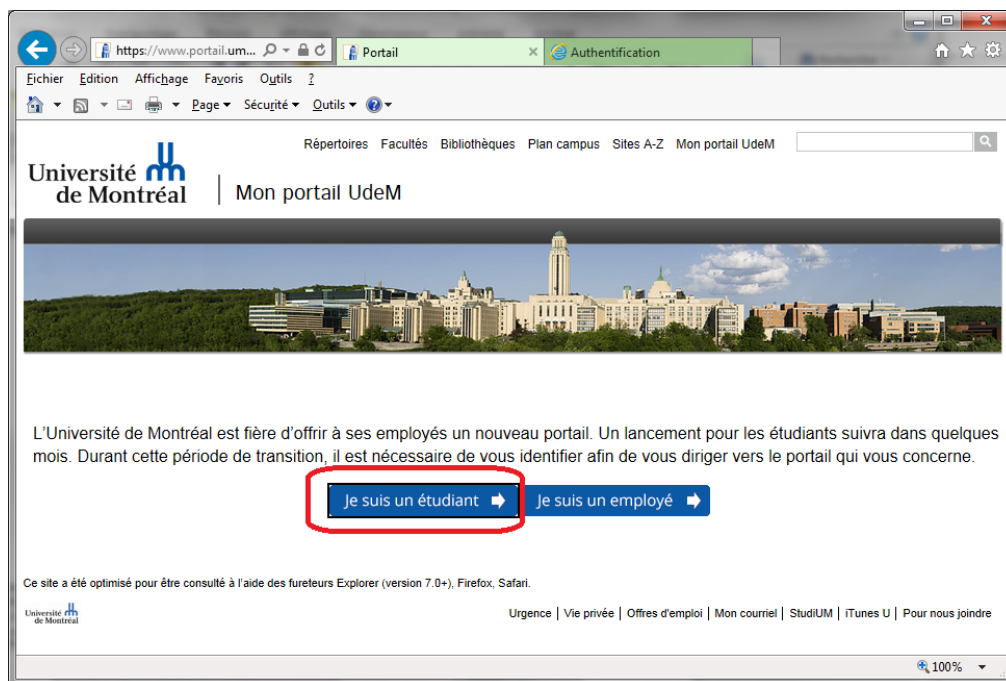 https://www.portail.um...
Portail
Authentification
Fichier Edition Affichage Favoris Outils ?
Page Sécurité Outils
Répertoires Facultés Bibliothèques Plan campus Sites A-Z Mon portail UdeM
Université
de Montréal
Mon portail UdeM
L'Université de Montréal est fière d'offrir à ses employés un nouveau portail. Un lancement pour les étudiants suivra dans quelques
mois. Durant cette période de transition, il est nécessaire de vous identifier afin de vous diriger vers le portail qui vous concerne.
Je suis un étudiant Je suis un employé
Ce site a été optimisé pour être consulté à l'aide des fureteurs Explorer (version 7.0+), Firefox, Safari.
Université
de Montréal
Urgence | Vie privée | Offres d'emploi | Mon courriel | StudiUM | iTunes U | Pour nous joindre
100%